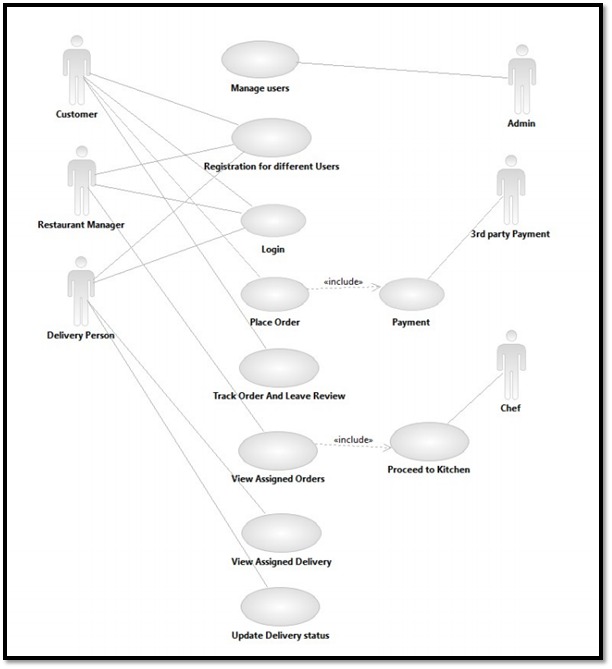 Manage users
Customer
Admin
Registration for different Users
Restaurant Manager
3rd party Payment
Login
«include»
Place Order
Payment
Delivery Person
Track Order And Leave Review
Chef
«include»
Proceed to Kitchen
View Assigned Orders
View Assigned Delivery
Update Delivery status